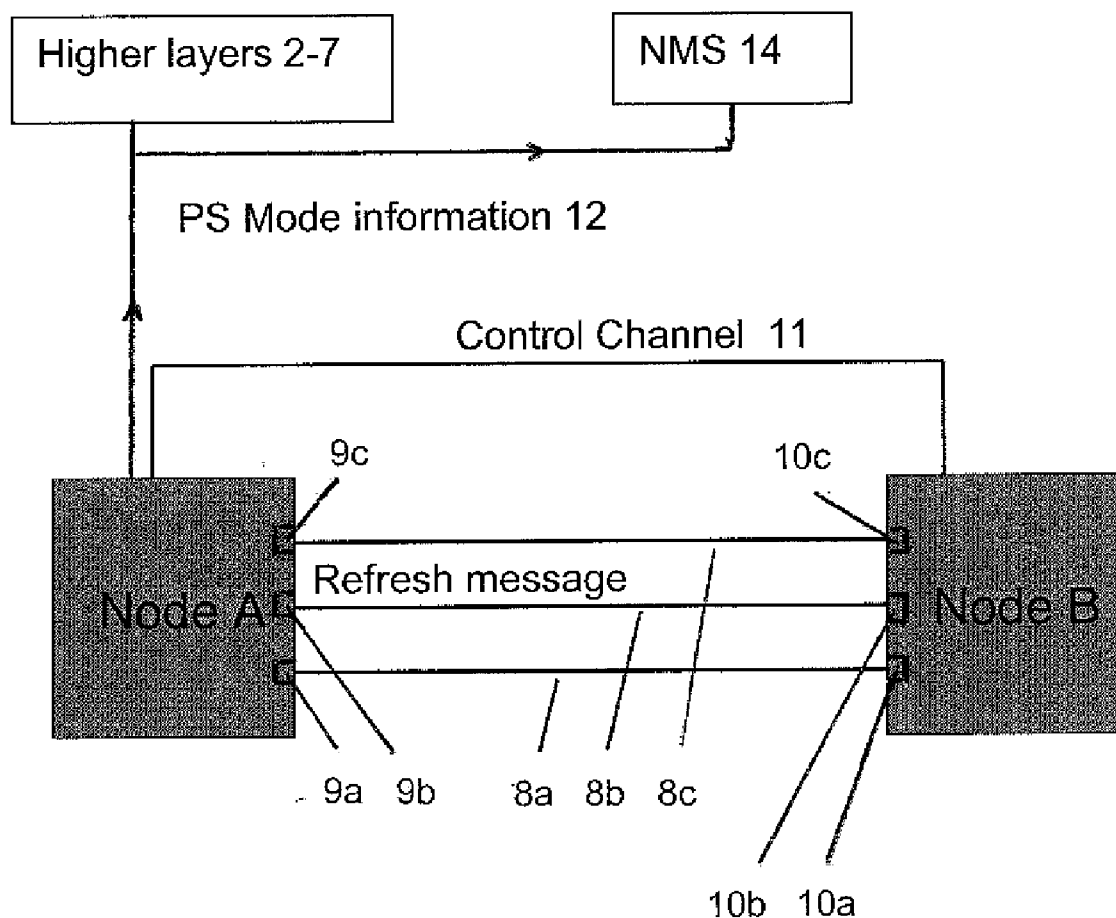 Higher layers 2-7
NMS 14
PS Mode information 12
Control Channel 11
9c
10c
Refresh message
Node A
Node B
9a
9b
8a
8b
8c
10b
10a